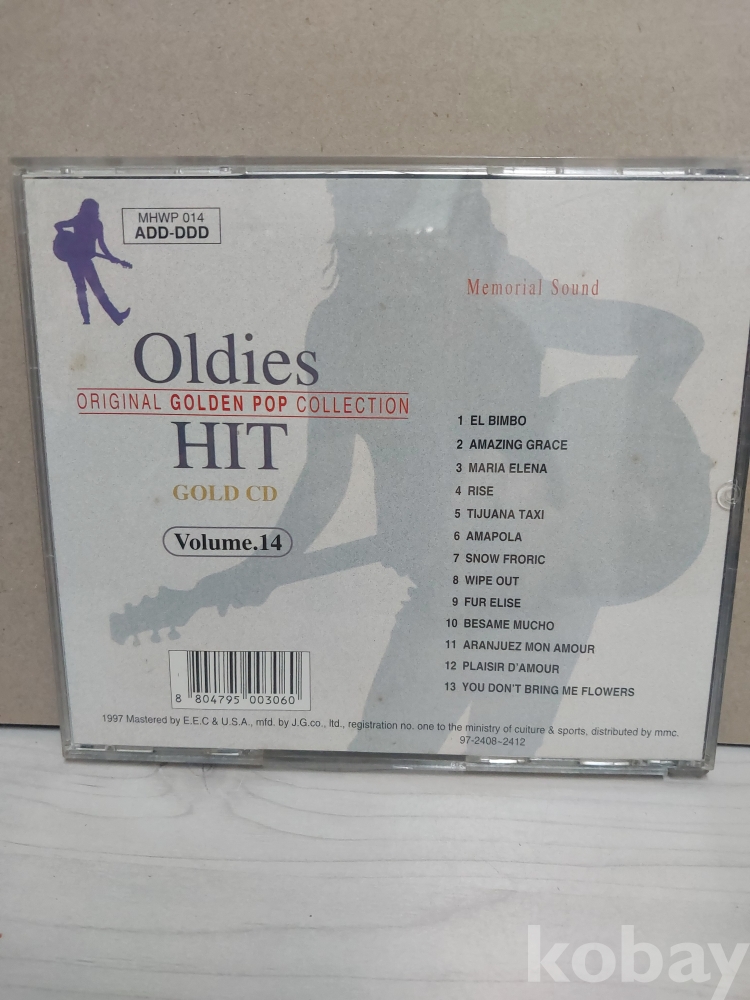 MHWP 014
ADD-DDD
Memorial Sound
Oldies
ORIGINAL GOLDEN POP COLLECTION
HIT
GOLD CD
Volume.14
1 EL BIMBO
2 AMAZING GRACE
3 MARIA ELENA
4 RISE
5 TIJUANA TAXI
6 AMAPOLA
7 SNOW FRORIC
8 WIPE OUT
9 FUR ELISE
10 BESAME MUCHO
11 ARANJUEZ MON AMOUR
12 PLAISIR D'AMOUR
13 YOU DON'T BRING ME FLOWERS
8 804795 003060
1997 Mastered by E.E.C & U.S.A., mfd. by J.G.co., ltd., registration no. one to the ministry of culture & sports, distributed by mmc.
97-2408~2412
kobay